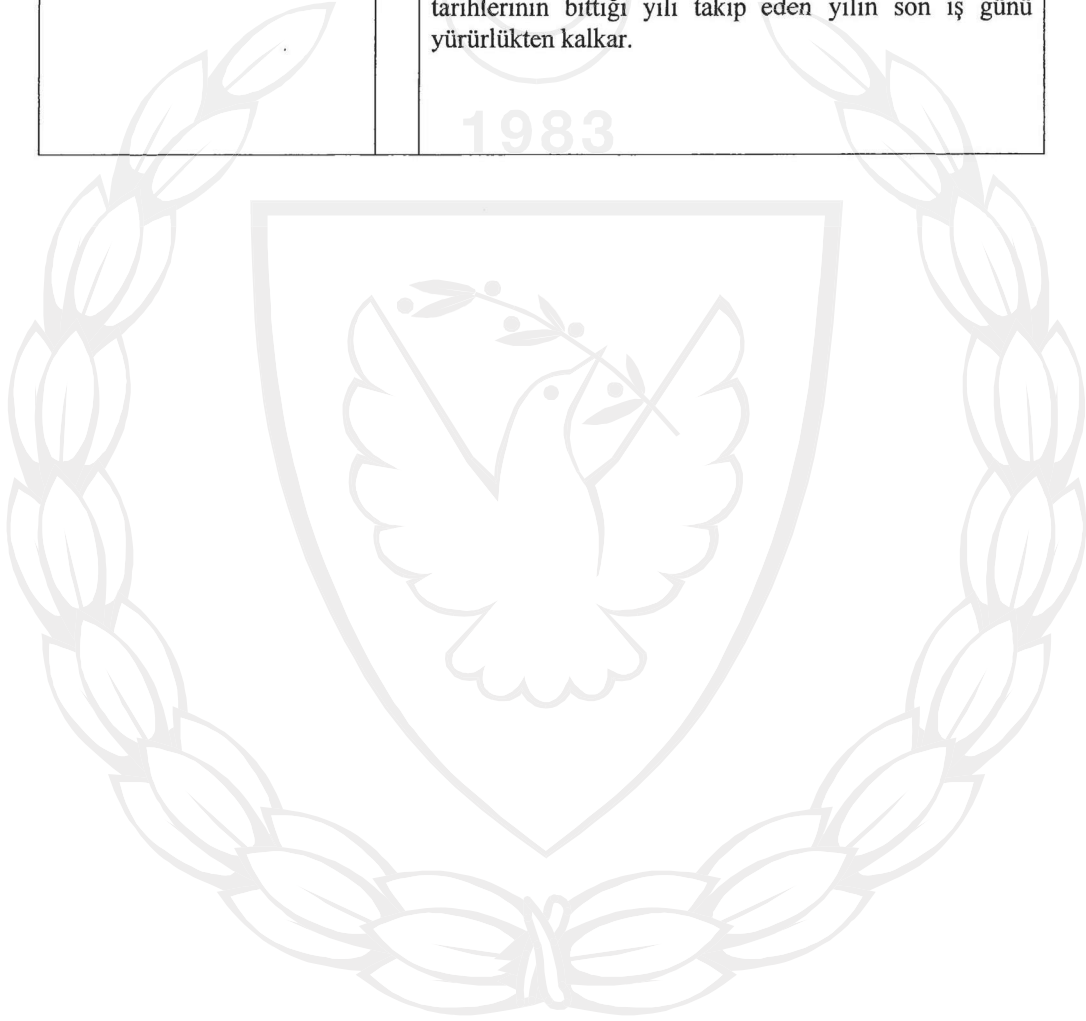 tarihlerinin bittiği yılı takip eden yılın son iş günü
yürürlükten kalkar.
1983